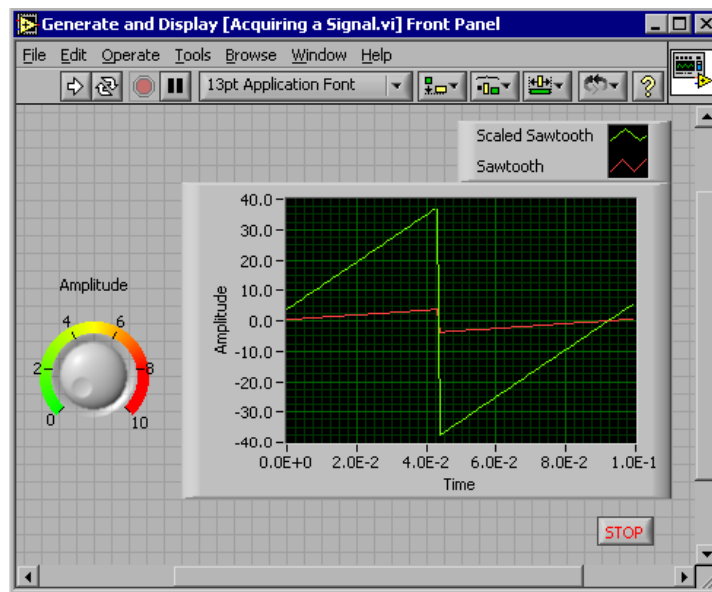 Generate and Display [Acquiring a Signal.vi] Front Panel
File Edit Operate Tools Browse Window Help
13pt Application Font
Scaled Sawtooth
Sawtooth
Amplitude
0
2
4
6
8
10
Amplitude
40.0
30.0
20.0
10.0
0.0
-10.0
-20.0
-30.0
-40.0
0.0E+0 2.0E-2 4.0E-2 6.0E-2 8.0E-2 1.0E-1
Time
STOP